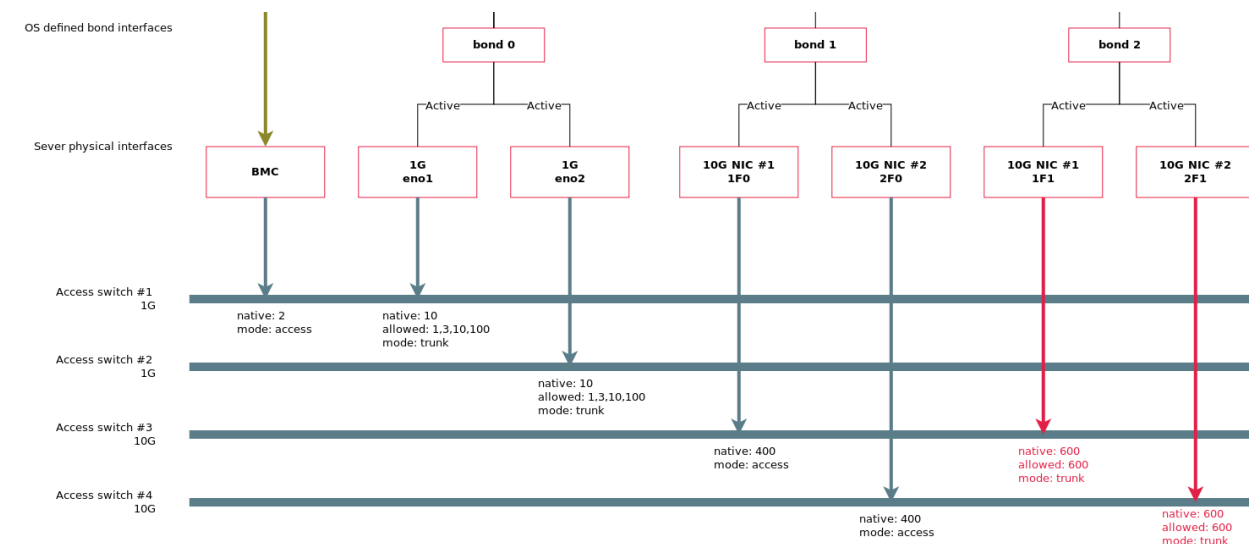 OS defined bond interfaces
bond 0
bond 1
bond 2
Active
Active
Active
Active
Active
Active
Sever physical interfaces
BMC
1G
eno1
1G
eno2
10G NIC #1
1F0
10G NIC #2
2F0
10G NIC #1
1F1
10G NIC #2
2F1
Access switch #1
1G
native: 2
mode: access
native: 10
allowed: 1,3,10,100
mode: trunk
Access switch #2
1G
native: 10
allowed: 1,3,10,100
mode: trunk
Access switch #3
10G
native: 400
mode: access
native: 600
allowed: 600
mode: trunk
Access switch #4
10G
native: 400
mode: access
native: 600
allowed: 600
mode: trunk